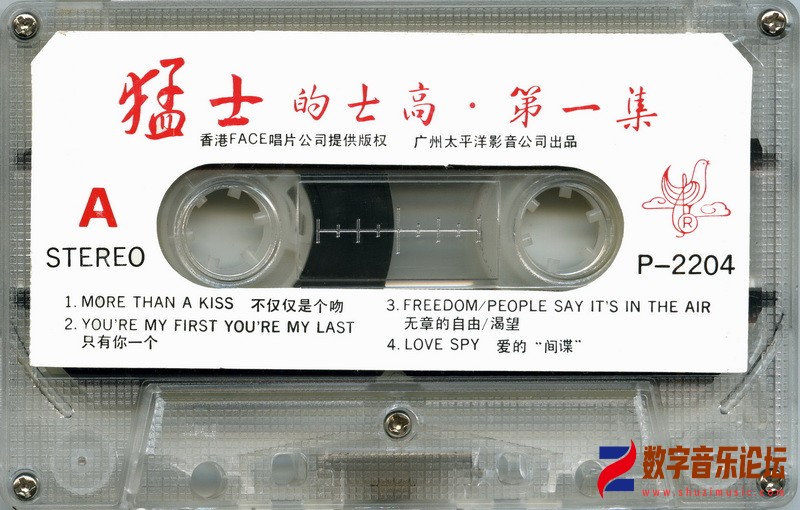 猛士的士高·第一集
香港FACE唱片公司提供版权 广州太平洋影音公司出品
A
STEREO
R
P-2204
1. MORE THAN A KISS 不仅仅是个吻
2. YOU'RE MY FIRST YOU'RE MY LAST
只有你一个
3. FREEDOM/PEOPLE SAY IT'S IN THE AIR
无章的自由/渴望
4. LOVE SPY 爱的“间谍”
数字音乐论坛
www.shuzimusic.com